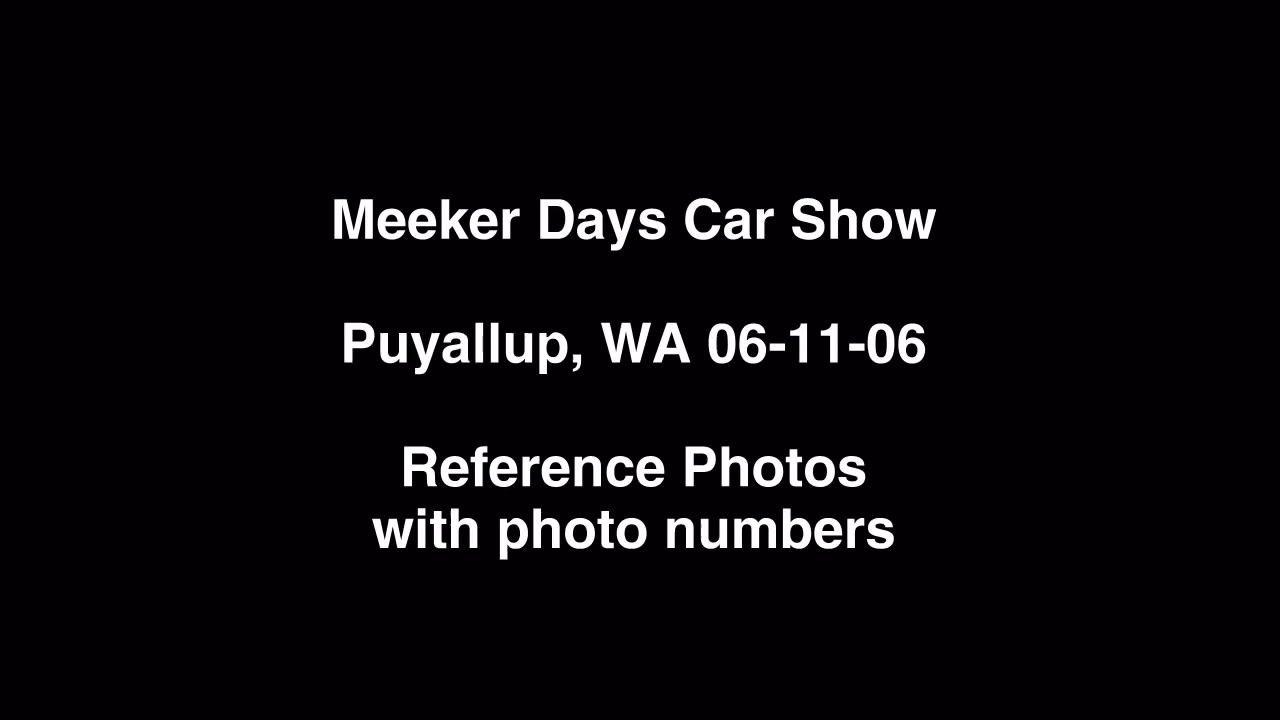 Meeker Days Car Show
Puyallup, WA 06-11-06
Reference Photos
with photo numbers